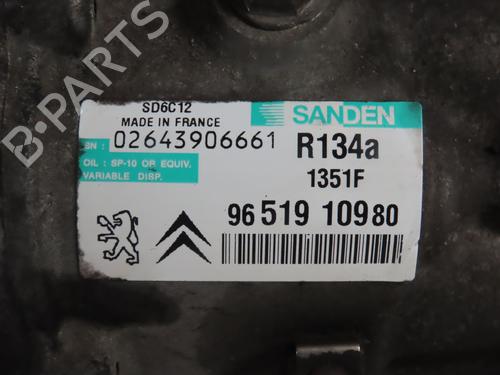 SD6C12
MADE IN FRANCE
SANDEN
SN: 02643906661
R134a
OIL: SP-10 OR EQUIV.
VARIABLE DISP.
1351F
96 519 109 80
B-PARTS